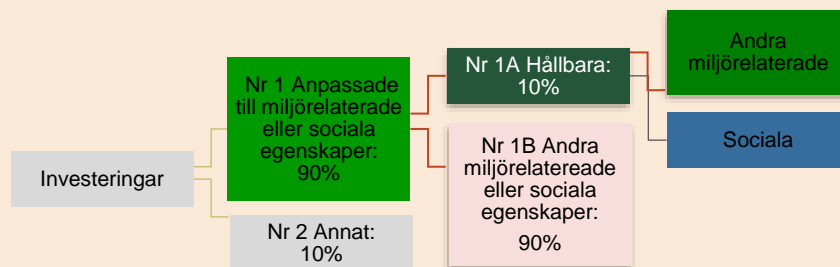 Investeringar
Nr 1 Anpassade
till miljörelaterade
eller sociala
egenskaper:
90%
Nr 2 Annat:
10%
Nr 1A Hållbara:
10%
Nr 1B Andra
miljörelatereade
eller sociala
egenskaper:
90%
Andra
miljörelaterade
Sociala